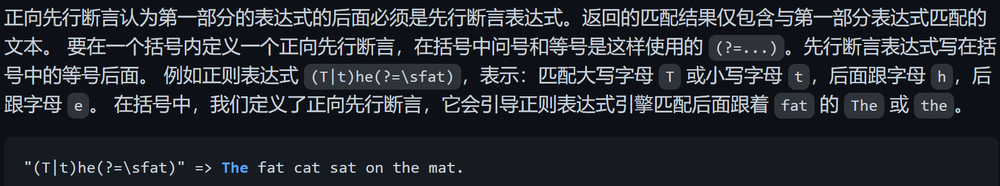 正向先行断言认为第一部分的表达式的后面必须是先行断言表达式。返回的匹配结果仅包含与第一部分表达式匹配的
文本。 要在一个括号内定义一个正向先行断言，在括号中问号和等号是这样使用的 (?=...)。先行断言表达式写在括
号中的等号后面。 例如正则表达式 (T|t)he(?=\sfat)，表示：匹配大写字母 T 或小写字母 t，后面跟字母 h，后
跟字母 e。 在括号中，我们定义了正向先行断言，它会引导正则表达式引擎匹配后面跟着 fat 的 The 或 the。
"(T|t)he(?=\sfat)" => The fat cat sat on the mat.